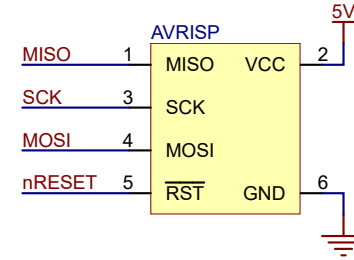 5V
AVRISP
MISO 1 MISO VCC 2
SCK 3 SCK
MOSI 4 MOSI
nRESET 5 RST GND 6